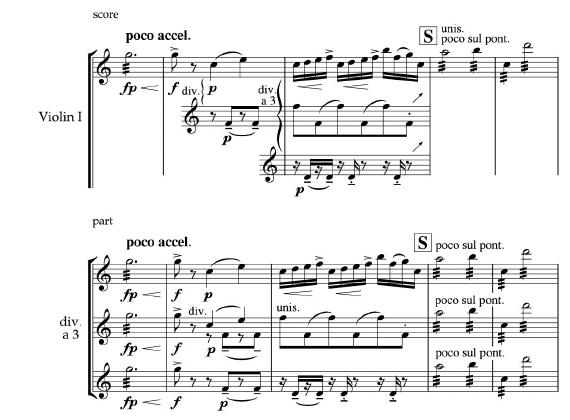 score
poco accel.
S unis.
poco sul pont.
fp f div. p div.
a 3
Violin I
p
p
part
poco accel.
S poco sul pont.
fp f p
div. unis. poco sul pont.
div.
a 3
fp f p
poco sul pont.
fp f p